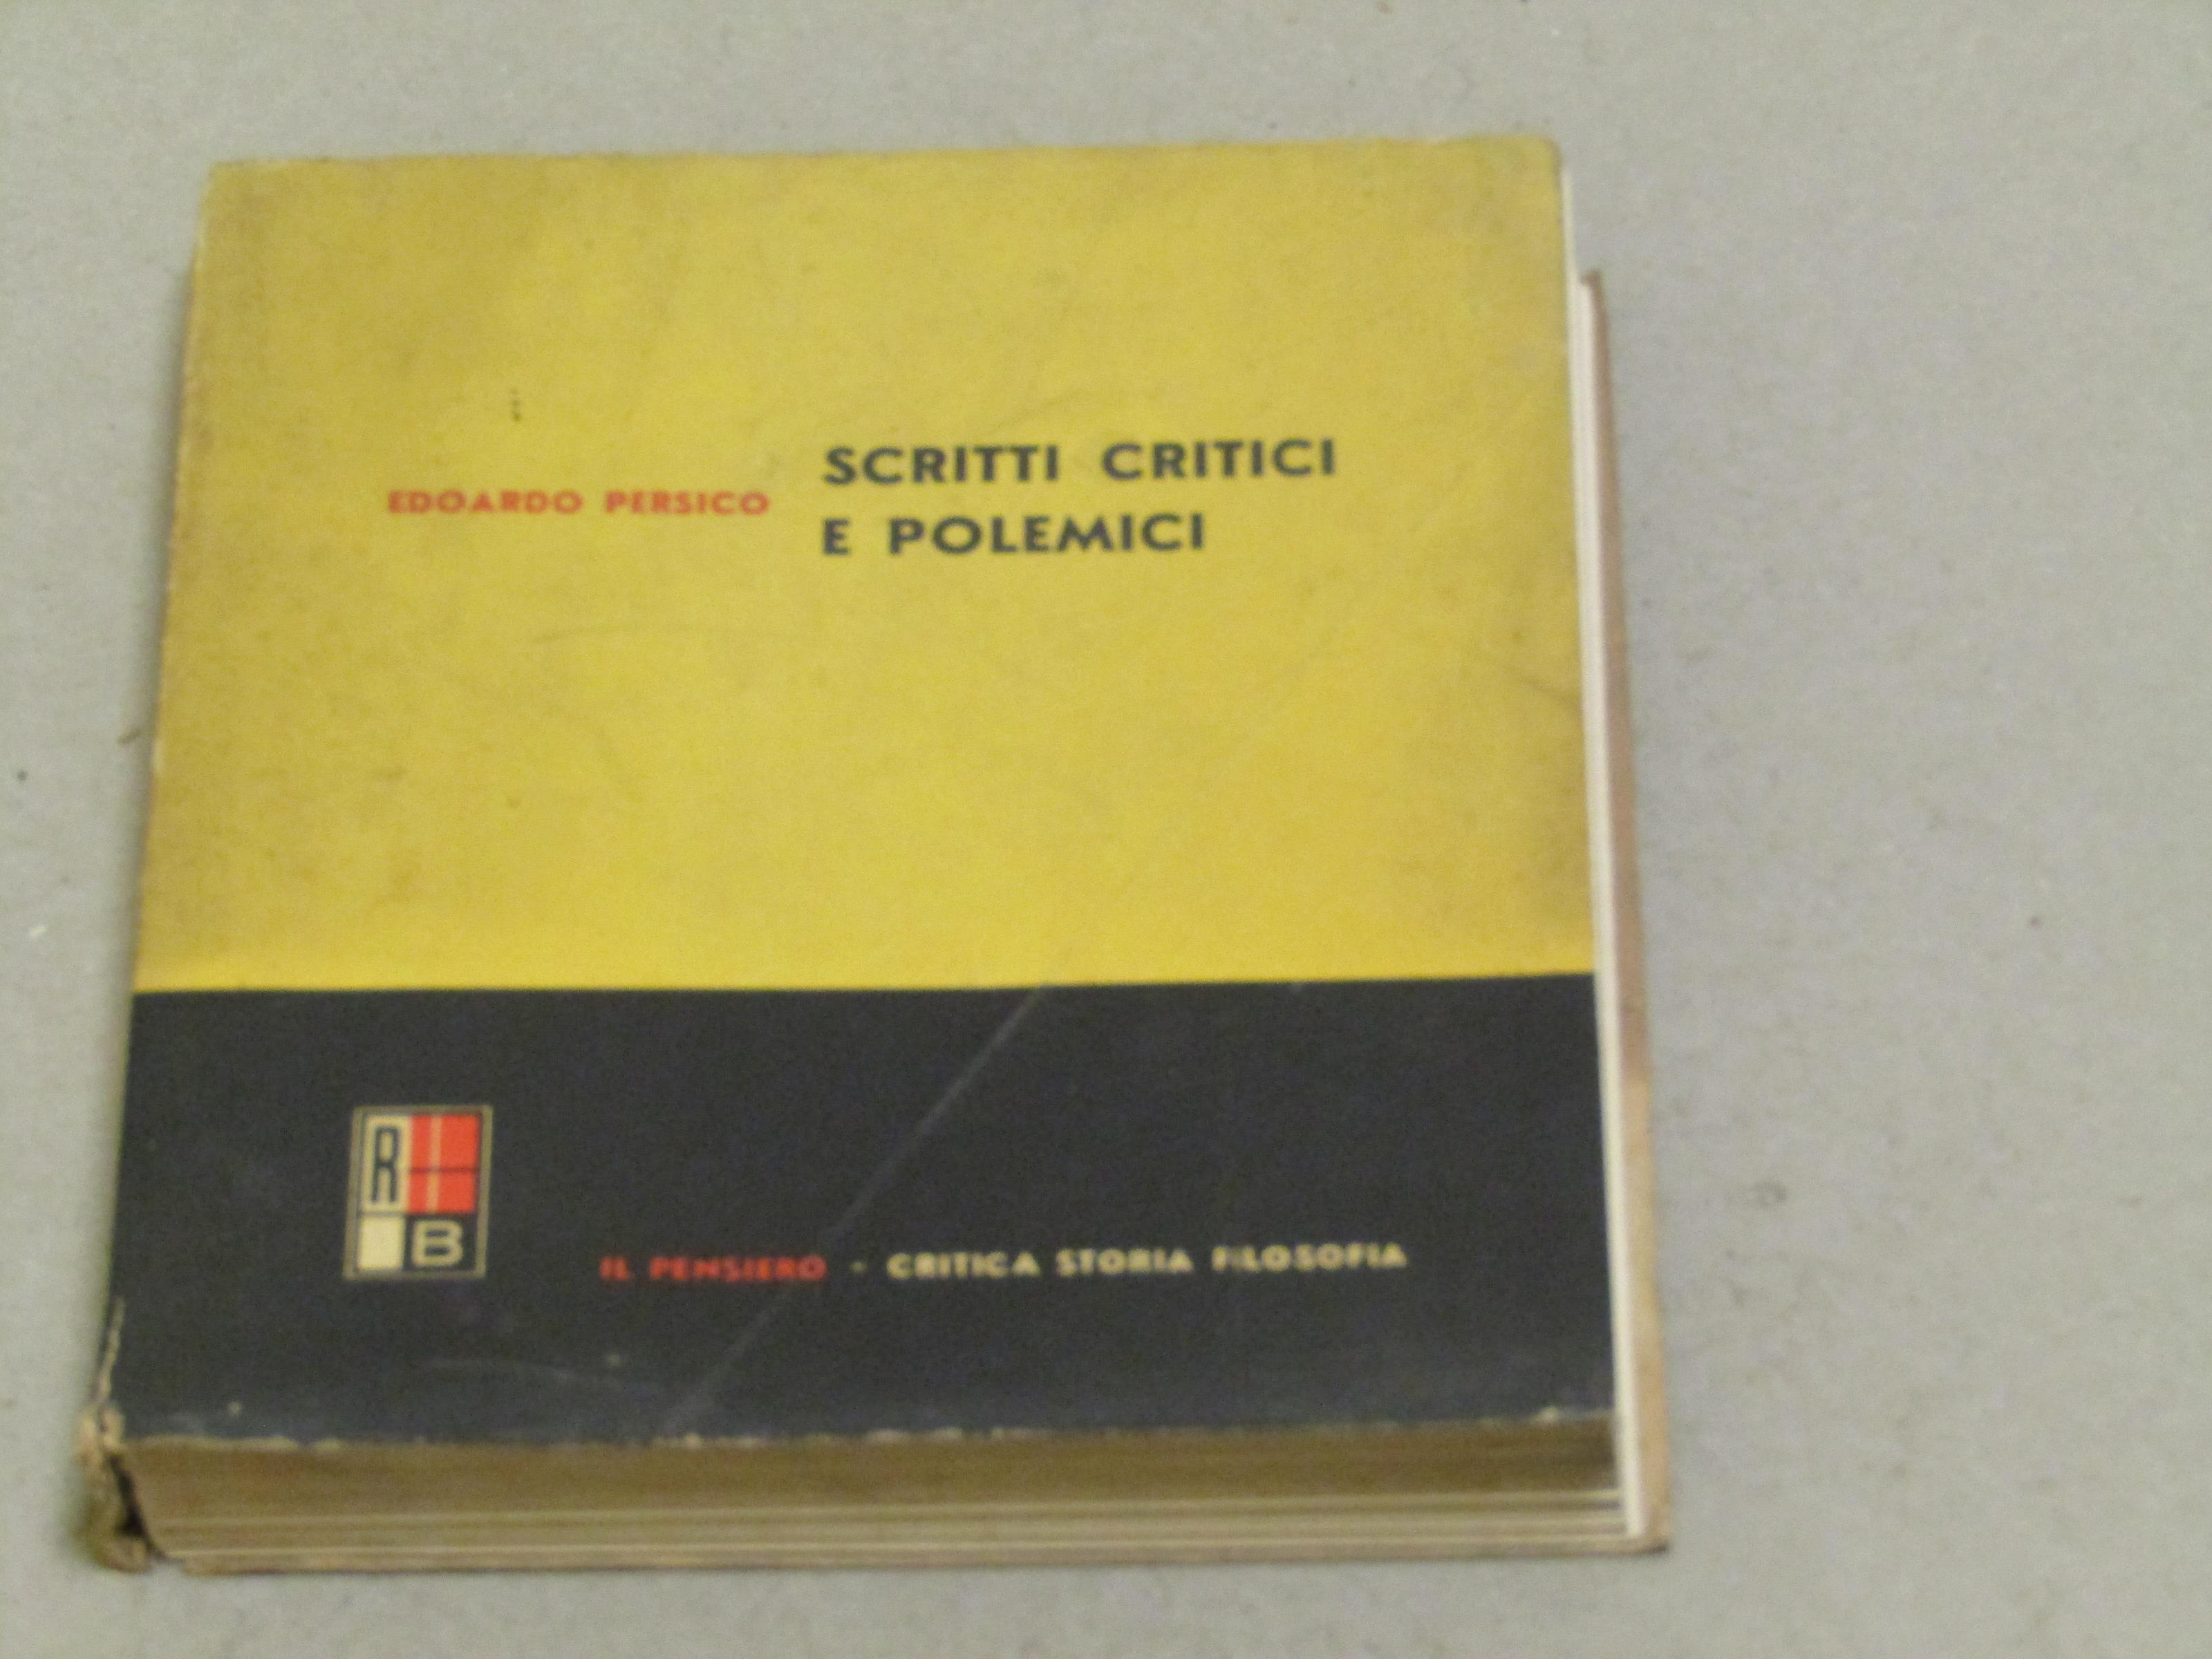 EDOARDO PERSICO
SCRITTI CRITICI
E POLEMICI
R
B
IL PENSIERO - CRITICA STORIA FILOSOFIA